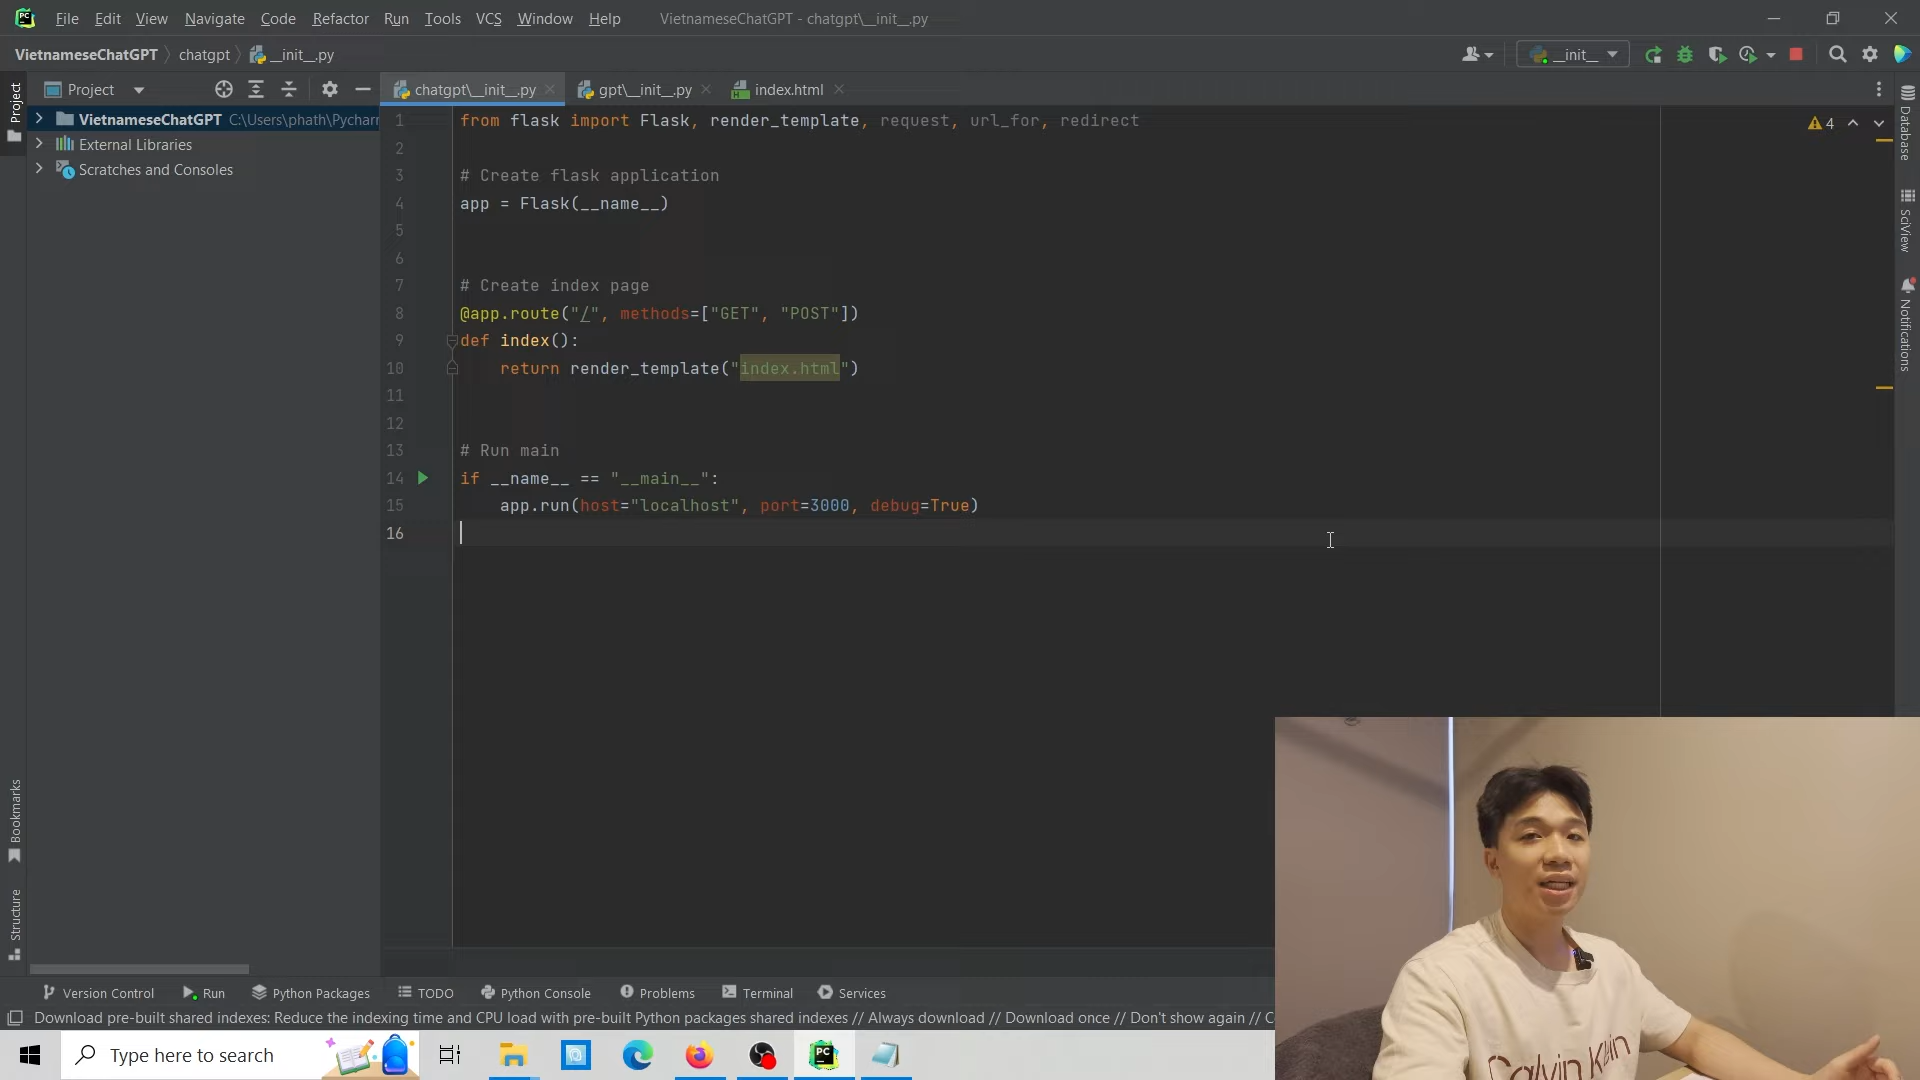 PC File Edit View Navigate Code Refactor Run Tools VCS Window Help VietnameseChatGPT - chatgpt\__init__.py
VietnameseChatGPT chatgpt __init__.py __init__
Project chatgpt\__init__.py gpt\__init__.py index.html
Project
VietnameseChatGPT C:\Users\phath\Pycharm
External Libraries
Scratches and Consoles
1 from flask import Flask, render_template, request, url_for, redirect
4
2
3 # Create flask application
4 app = Flask(__name__)
5
6
7 # Create index page
8 @app.route("/", methods=["GET", "POST"])
9 def index():
10 return render_template("index.html")
11
12
13 # Run main
14 if __name__ == "__main__":
15 app.run(host="localhost", port=3000, debug=True)
16
Database
SciView
Notifications
Bookmarks
Structure
Version Control Run Python Packages TODO Python Console Problems Terminal Services
Download pre-built shared indexes: Reduce the indexing time and CPU load with pre-built Python packages shared indexes // Always download // Download once // Don't show again // C
Type here to search
PC
Calvin Klein